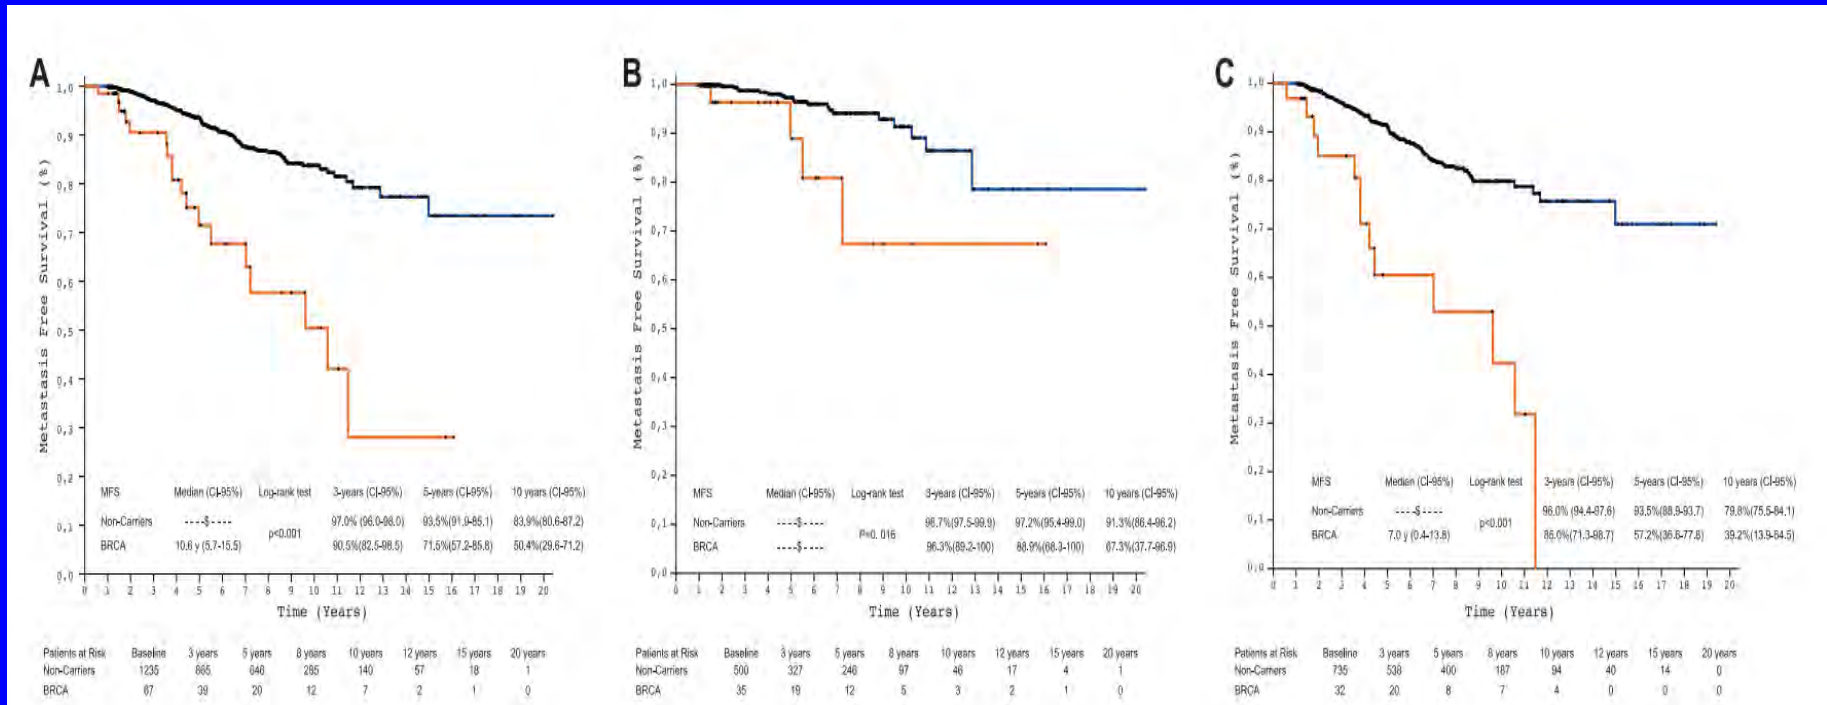 A
Metastasis Free Survival (%)
1,0
0,9
0,8
0,7
0,6
0,5
0,4
0,3
0,2
0,1
0,0
MFS Median (CI-95%) Log-rank test 3-years (CI-95%) 5-years (CI-95%) 10 years (CI-95%)
Non-Carriers ----$---- 97.0% (96.0-98.0) 93.5%(91.9-95.1) 83.9%(80.6-87.2)
p<0.001
BRCA 10.6 y (5.7-15.5) 90.5%(82.5-98.5) 71.5%(57.2-85.8) 50.4%(29.6-71.2)
0 1 2 3 4 5 6 7 8 9 10 11 12 13 14 15 16 17 18 19 20
Time (Years)
Patients at Risk Baseline 3 years 5 years 8 years 10 years 12 years 15 years 20 years
Non-Carriers 1235 865 646 285 140 57 18 1
BRCA 67 39 20 12 7 2 1 0
B
Metastasis Free Survival (%)
1,0
0,9
0,8
0,7
0,6
0,5
0,4
0,3
0,2
0,1
0,0
MFS Median (CI-95%) Log-rank test 3-years (CI-95%) 5-years (CI-95%) 10 years (CI-95%)
Non-Carriers ----$---- 98.7%(97.5-99.9) 97.2%(95.4-99.0) 91.3%(86.4-96.2)
P=0.016
BRCA ----$---- 96.3%(89.2-100) 88.9%(68.3-100) 67.3%(37.7-96.9)
0 1 2 3 4 5 6 7 8 9 10 11 12 13 14 15 16 17 18 19 20
Time (Years)
Patients at Risk Baseline 3 years 5 years 8 years 10 years 12 years 15 years 20 years
Non-Carriers 500 327 246 97 46 17 4 1
BRCA 35 19 12 5 3 2 1 0
C
Metastasis Free Survival (%)
1,0
0,9
0,8
0,7
0,6
0,5
0,4
0,3
0,2
0,1
0,0
MFS Median (CI-95%) Log-rank test 3-years (CI-95%) 5-years (CI-95%) 10 years (CI-95%)
Non-Carriers ----$---- 96.0% (94.4-97.6) 93.5%(88.9-93.7) 79.8%(75.5-84.1)
p<0.001
BRCA 7.0 y (0.4-13.8) 57.2%(36.6-77.8) 39.2%(13.9-64.5)
0 1 2 3 4 5 6 7 8 9 10 11 12 13 14 15 16 17 18 19 20
Time (Years)
Patients at Risk Baseline 3 years 5 years 8 years 10 years 12 years 15 years 20 years
Non-Carriers 735 538 400 187 94 40 14 0
BRCA 32 20 8 7 4 0 0 0